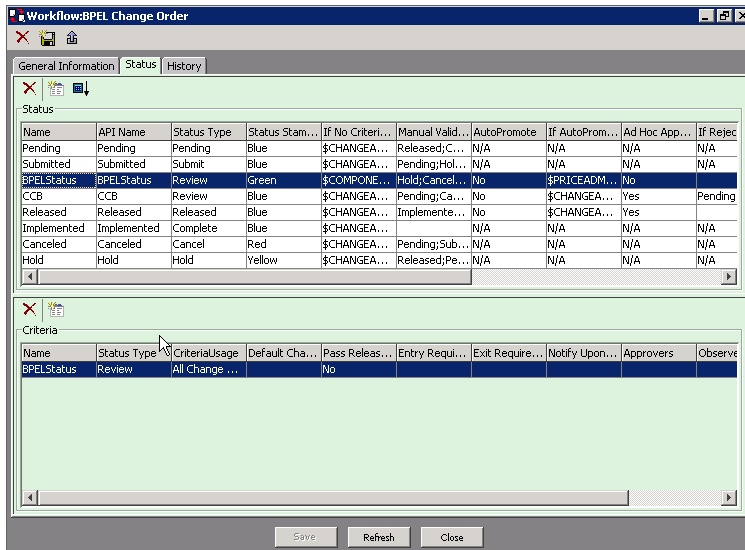 Workflow:BPEL Change Order
General Information Status History
Status
Name API Name Status Type Status Stam... If No Criteri... Manual Valid... AutoPromote If AutoProm... Ad Hoc App... If Rejec
Pending Pending Pending Blue $CHANGEA... Released;C... N/A N/A N/A N/A
Submitted Submitted Submit Blue $CHANGEA... Pending;Hol... N/A N/A N/A N/A
BPELStatus BPELStatus Review Green $COMPONE... Hold;Cancel... No $PRICEADM... No
CCB CCB Review Blue $CHANGEA... Pending;Ca... No $CHANGEA... Yes Pending
Released Released Released Blue $CHANGEA... Implemente... No $CHANGEA... Yes
Implemented Implemented Complete Blue $CHANGEA... N/A N/A N/A N/A
Canceled Canceled Cancel Red $CHANGEA... Pending;Sub... N/A N/A N/A N/A
Hold Hold Hold Yellow $CHANGEA... Released;Pe... N/A N/A N/A N/A
Criteria
Name Status Type CriteriaUsage Default Cha... Pass Releas... Entry Requi... Exit Require... Notify Upon... Approvers Observe
BPELStatus Review All Change ... No
Save Refresh Close